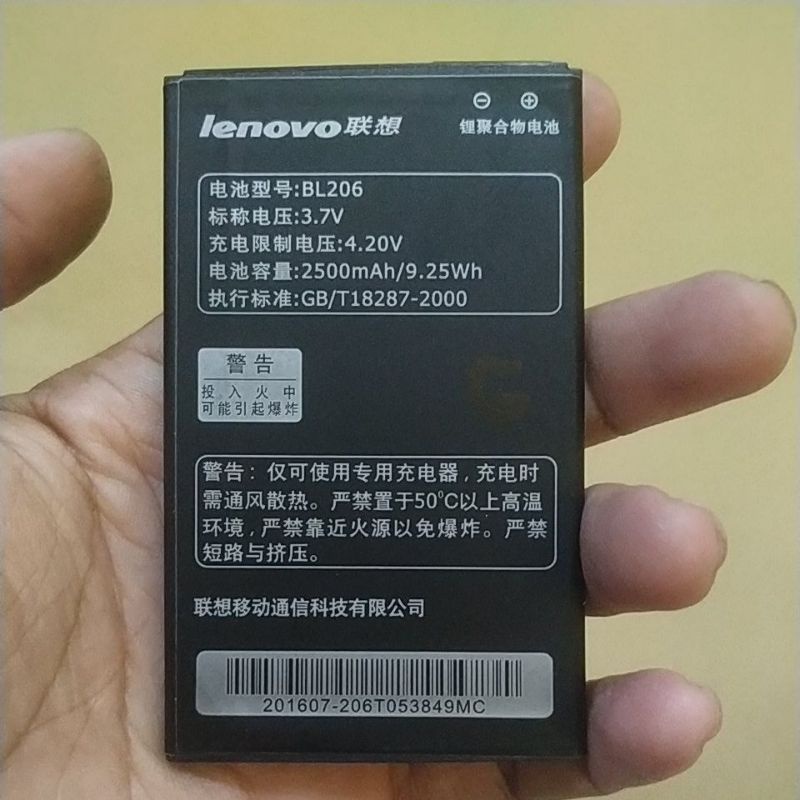 lenovo联想
⊖ ⊕
锂聚合物电池
电池型号:BL206
标称电压:3.7V
充电限制电压:4.20V
电池容量:2500mAh/9.25Wh
执行标准:GB/T18287-2000
警告
投入火中
可能引起爆炸
警告：仅可使用专用充电器，充电时
需通风散热。严禁置于50°C以上高温
环境，严禁靠近火源以免爆炸。严禁
短路与挤压。
联想移动通信科技有限公司
201607-206T053849MC